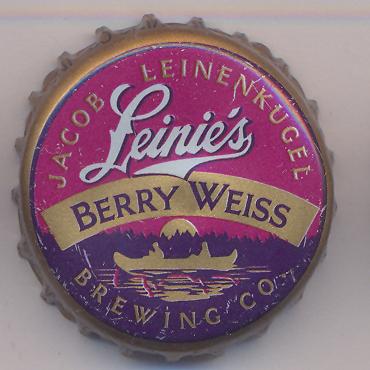 JACOB LEINENKUGEL
Leinie's
BERRY WEISS
BREWING CO.